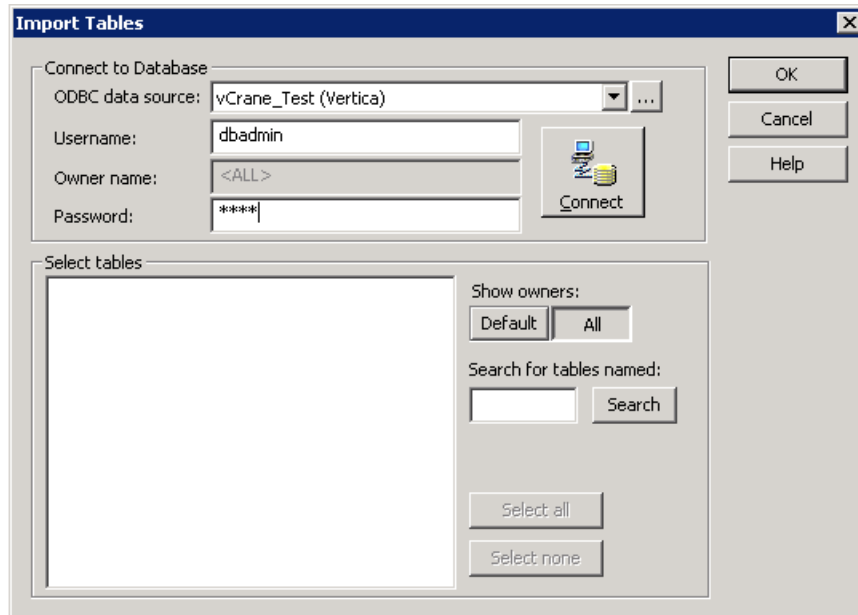 Import Tables
Connect to Database
ODBC data source: vCrane_Test (Vertica) ...
Username: dbadmin
Owner name: <ALL>
Password: ****
Connect
OK
Cancel
Help
Select tables
Show owners:
Default All
Search for tables named:
Search
Select all
Select none